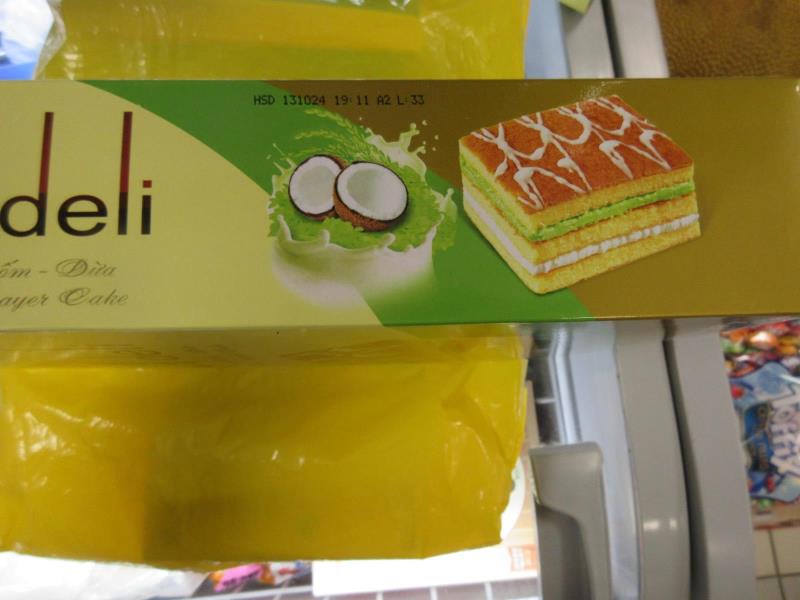 HSD 131024 19:11 A2 L:33
deli
ốm - Dừa
ayer Cake